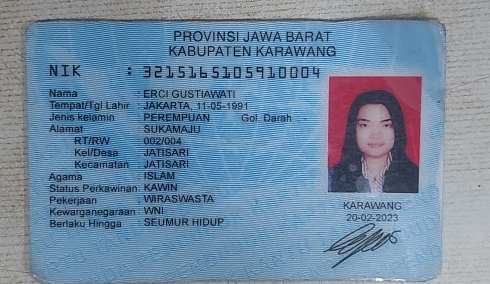 PROVINSI JAWA BARAT
KABUPATEN KARAWANG
NIK : 3215165105910004
Nama : ERCI GUSTIAWATI
Tempat/Tgl Lahir : JAKARTA, 11-05-1991
Jenis kelamin : PEREMPUAN Gol. Darah : -
Alamat : SUKAMAJU
RT/RW : 002/004
Kel/Desa : JATISARI
Kecamatan : JATISARI
Agama : ISLAM
Status Perkawinan: KAWIN
Pekerjaan : WIRASWASTA
Kewarganegaraan : WNI
Berlaku Hingga : SEUMUR HIDUP
KARAWANG
20-02-2023